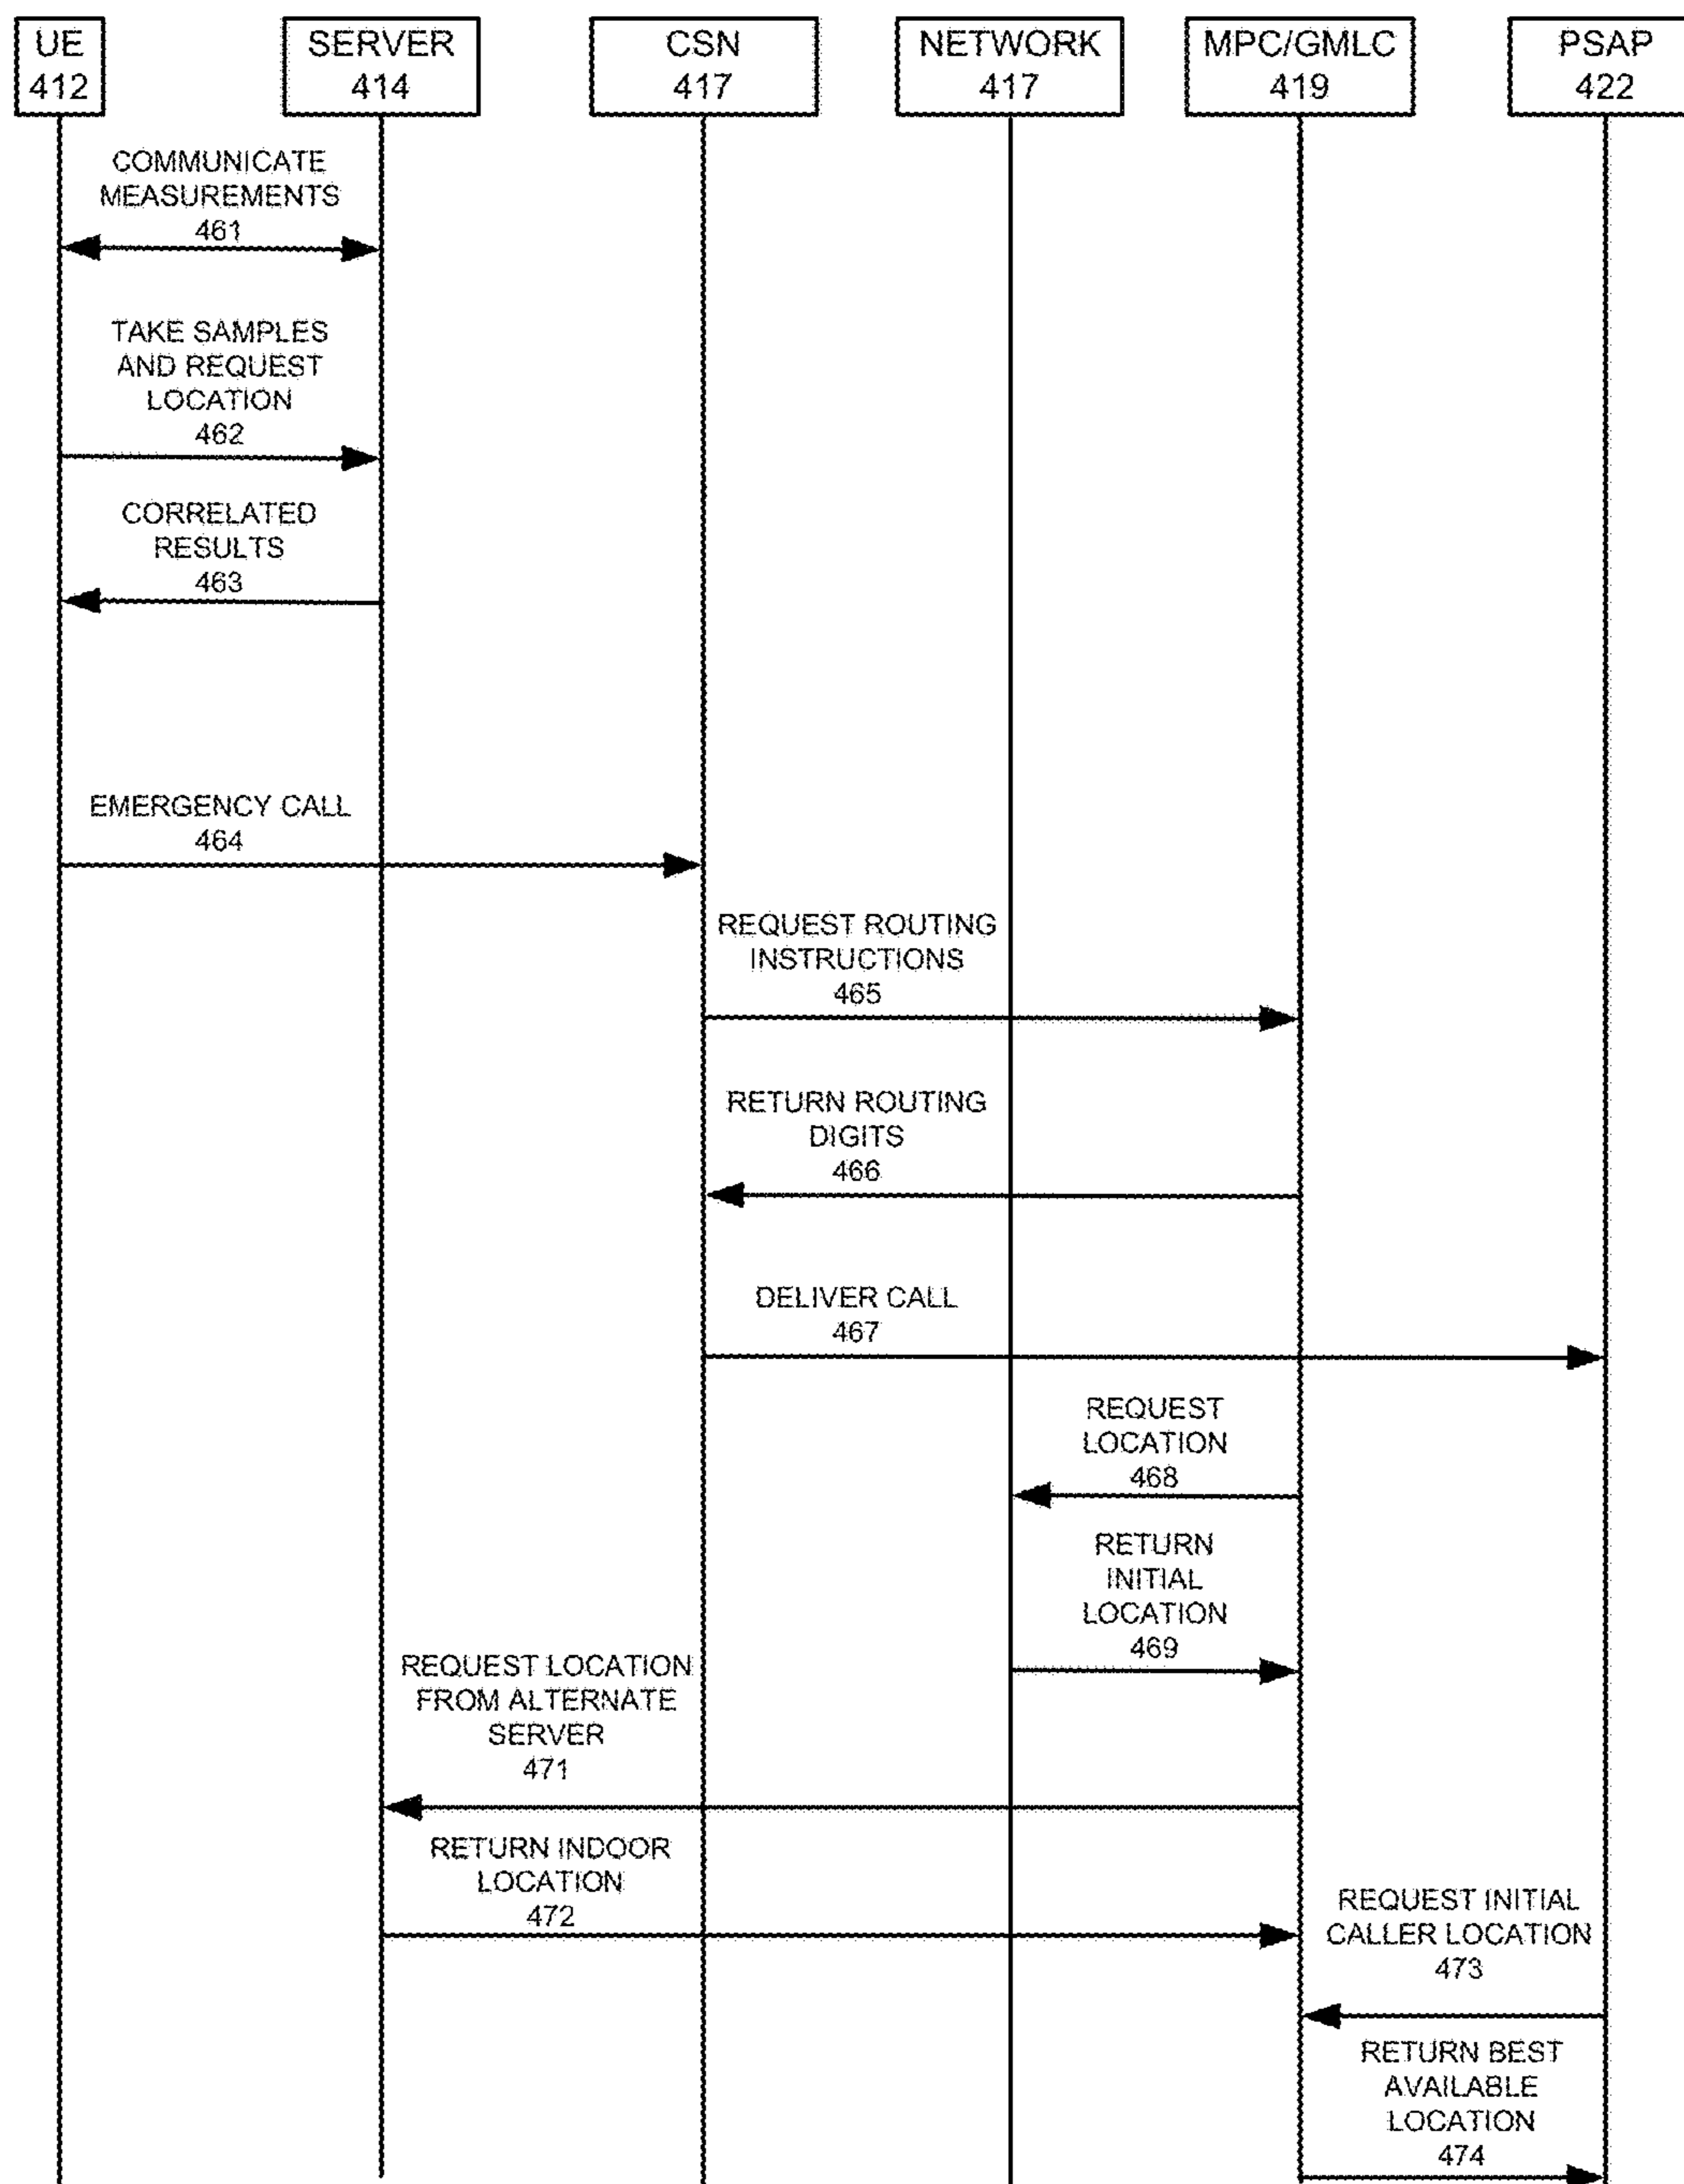 UE
412
SERVER
414
CSN
417
NETWORK
417
MPC/GMLC
419
PSAP
422
COMMUNICATE
MEASUREMENTS
461
TAKE SAMPLES
AND REQUEST
LOCATION
462
CORRELATED
RESULTS
463
EMERGENCY CALL
464
REQUEST ROUTING
INSTRUCTIONS
465
RETURN ROUTING
DIGITS
466
DELIVER CALL
467
REQUEST
LOCATION
468
RETURN
INITIAL
LOCATION
469
REQUEST LOCATION
FROM ALTERNATE
SERVER
471
RETURN INDOOR
LOCATION
472
REQUEST INITIAL
CALLER LOCATION
473
RETURN BEST
AVAILABLE
LOCATION
474